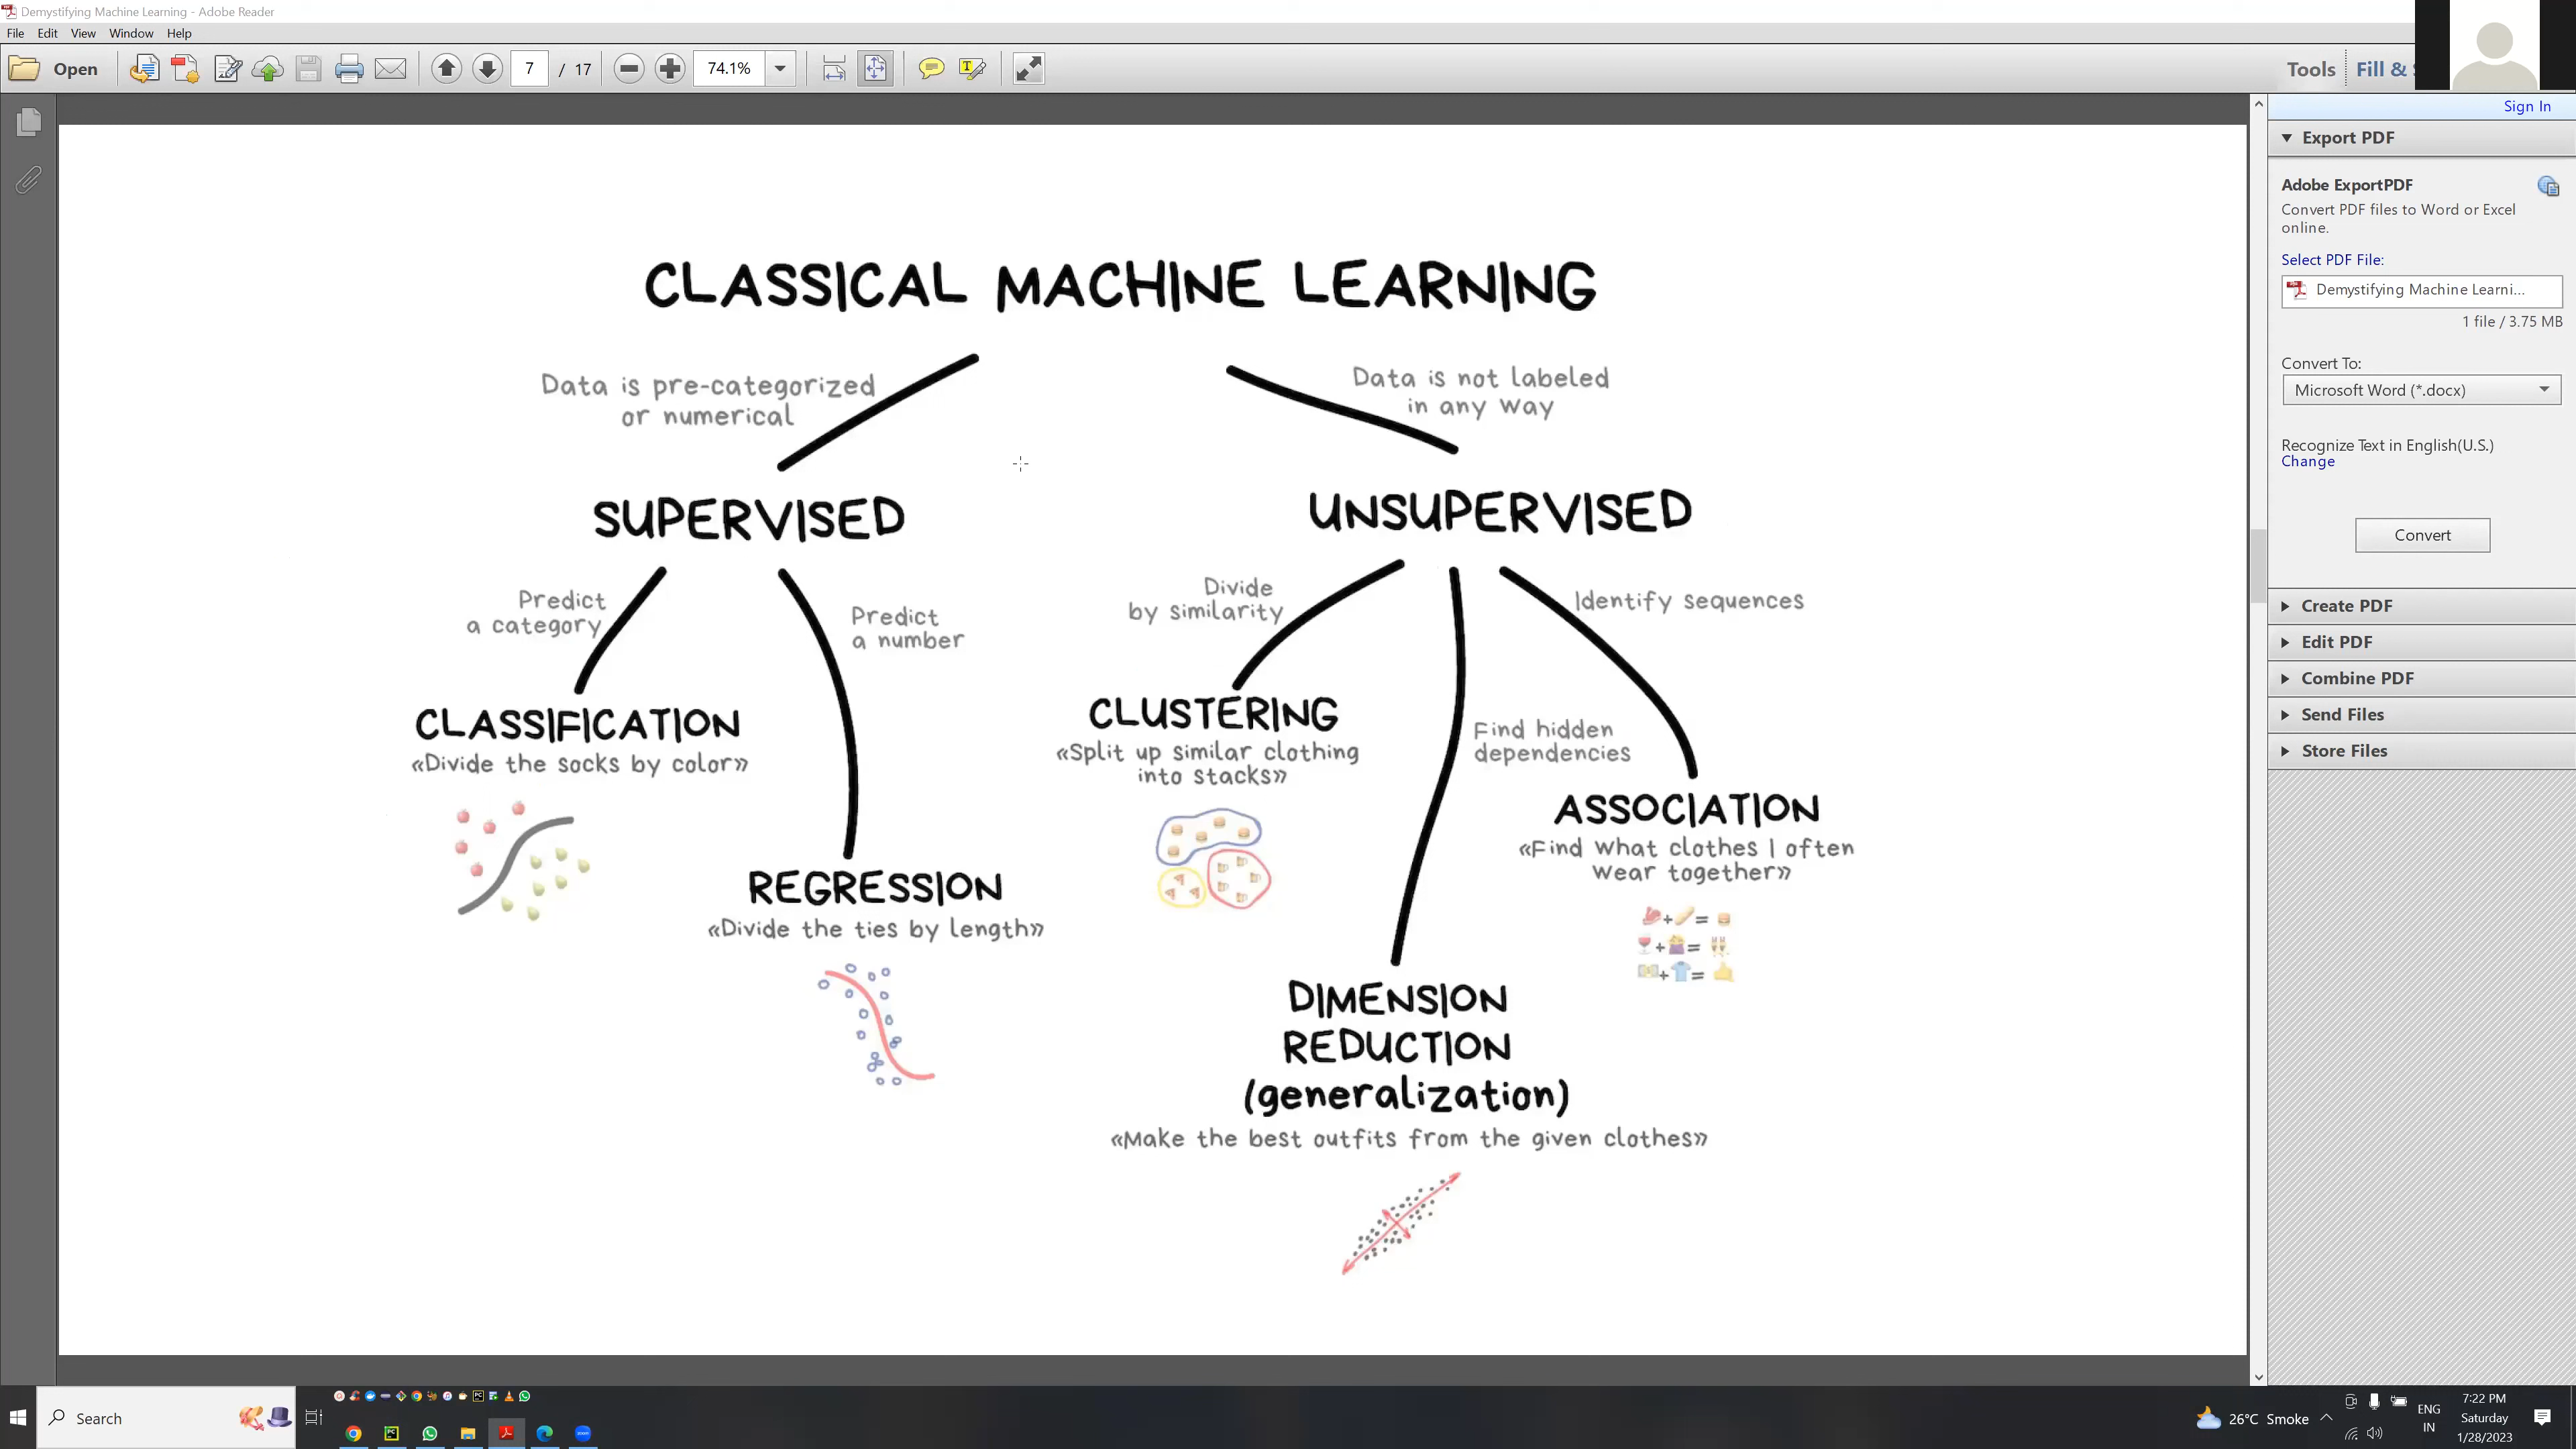 Demystifying Machine Learning - Adobe Reader
File Edit View Window Help
Open
7 / 17
74.1%
Tools
Fill &
Sign In
Export PDF
Adobe ExportPDF
Convert PDF files to Word or Excel
online.
Select PDF File:
Demystifying Machine Learni...
1 file / 3.75 MB
Convert To:
Microsoft Word (*.docx)
Recognize Text in English(U.S.)
Change
Convert
Create PDF
Edit PDF
Combine PDF
Send Files
Store Files
CLASSICAL MACHINE LEARNING
Data is pre-categorized
or numerical
Data is not labeled
in any way
SUPERVISED
UNSUPERVISED
Predict
a category
Predict
a number
Divide
by similarity
Identify sequences
CLASSIFICATION
«Divide the socks by color»
CLUSTERING
«Split up similar clothing
into stacks»
Find hidden
dependencies
ASSOCIATION
«Find what clothes I often
wear together»
REGRESSION
«Divide the ties by length»
DIMENSION
REDUCTION
(generalization)
«Make the best outfits from the given clothes»
Search
26°C Smoke
ENG
IN
7:22 PM
Saturday
1/28/2023